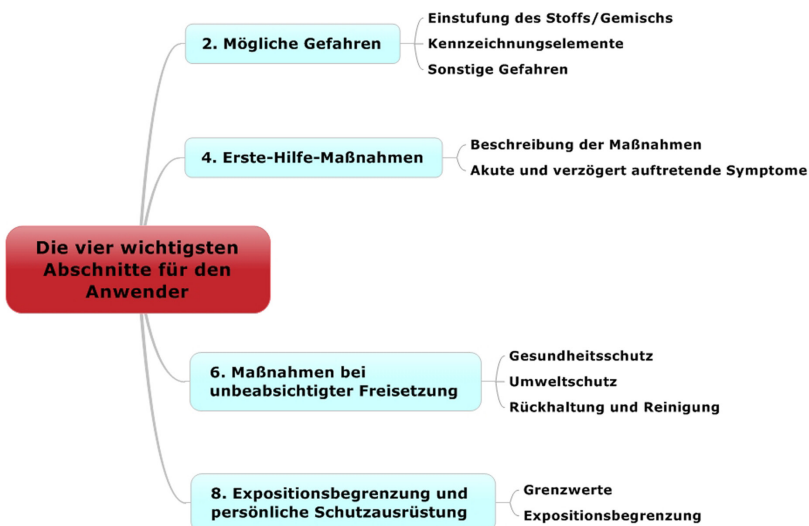 2. Mögliche Gefahren
Einstufung des Stoffs/Gemischs
Kennzeichnungselemente
Sonstige Gefahren
4. Erste-Hilfe-Maßnahmen
Beschreibung der Maßnahmen
Akute und verzögert auftretende Symptome
Die vier wichtigsten
Abschnitte für den
Anwender
6. Maßnahmen bei
unbeabsichtigter Freisetzung
Gesundheitsschutz
Umweltschutz
Rückhaltung und Reinigung
8. Expositionsbegrenzung und
persönliche Schutzausrüstung
Grenzwerte
Expositionsbegrenzung